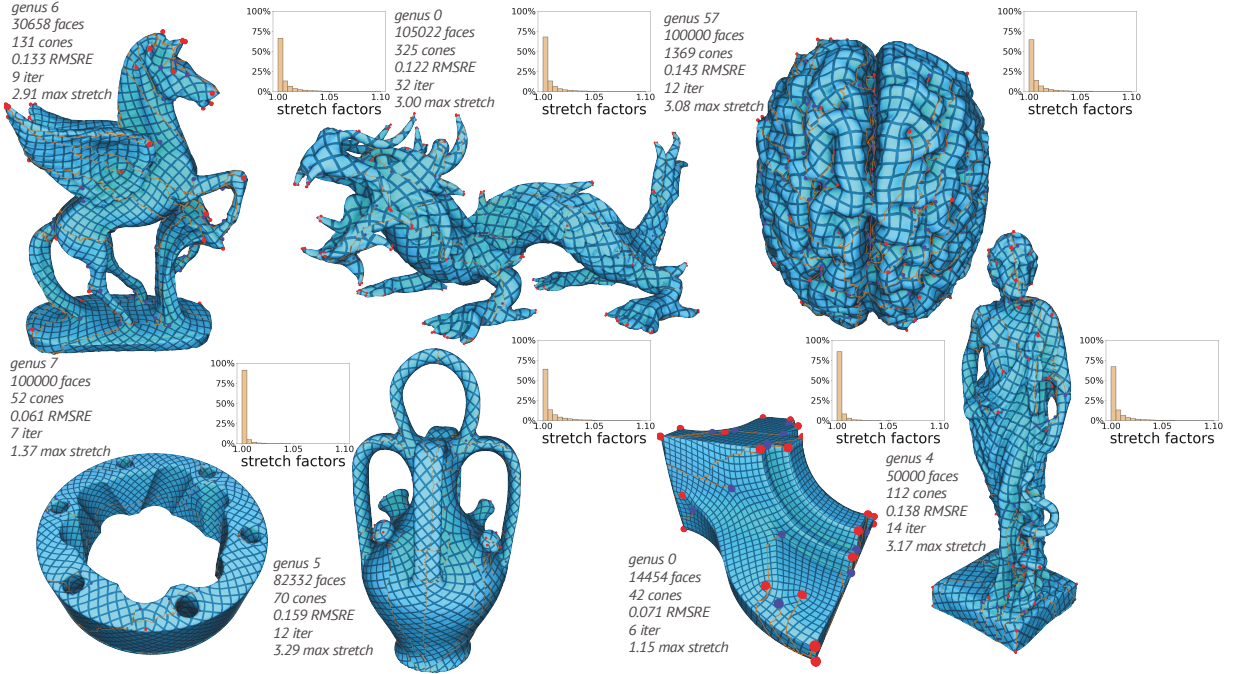 genus 6
30658 faces
131 cones
0.133 RMSRE
9 iter
2.91 max stretch
100%
75%
50%
25%
0%
1.00 1.05 1.10
stretch factors
genus 0
105022 faces
325 cones
0.122 RMSRE
32 iter
3.00 max stretch
100%
75%
50%
25%
0%
1.00 1.05 1.10
stretch factors
genus 57
100000 faces
1369 cones
0.143 RMSRE
12 iter
3.08 max stretch
100%
75%
50%
25%
0%
1.00 1.05 1.10
stretch factors
genus 7
100000 faces
52 cones
0.061 RMSRE
7 iter
1.37 max stretch
100%
75%
50%
25%
0%
1.00 1.05 1.10
stretch factors
genus 5
82332 faces
70 cones
0.159 RMSRE
12 iter
3.29 max stretch
100%
75%
50%
25%
0%
1.00 1.05 1.10
stretch factors
genus 0
14454 faces
42 cones
0.071 RMSRE
6 iter
1.15 max stretch
100%
75%
50%
25%
0%
1.00 1.05 1.10
stretch factors
genus 4
50000 faces
112 cones
0.138 RMSRE
14 iter
3.17 max stretch
100%
75%
50%
25%
0%
1.00 1.05 1.10
stretch factors